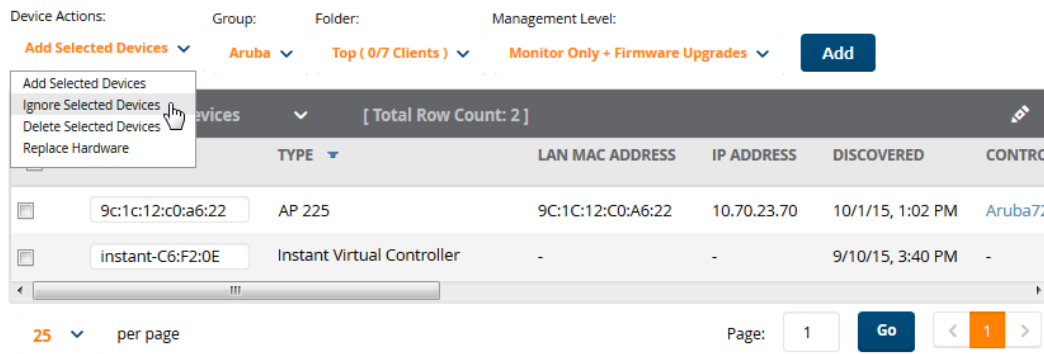 Device Actions: Group: Folder: Management Level:
Add Selected Devices Aruba Top ( 0/7 Clients ) Monitor Only + Firmware Upgrades Add
Add Selected Devices
Ignore Selected Devices
Delete Selected Devices
Replace Hardware
evices [ Total Row Count: 2 ]
TYPE LAN MAC ADDRESS IP ADDRESS DISCOVERED CONTRO
9c:1c:12:c0:a6:22 AP 225 9C:1C:12:C0:A6:22 10.70.23.70 10/1/15, 1:02 PM Aruba72
instant-C6:F2:0E Instant Virtual Controller - - 9/10/15, 3:40 PM -
25 per page Page: 1 Go < 1 >